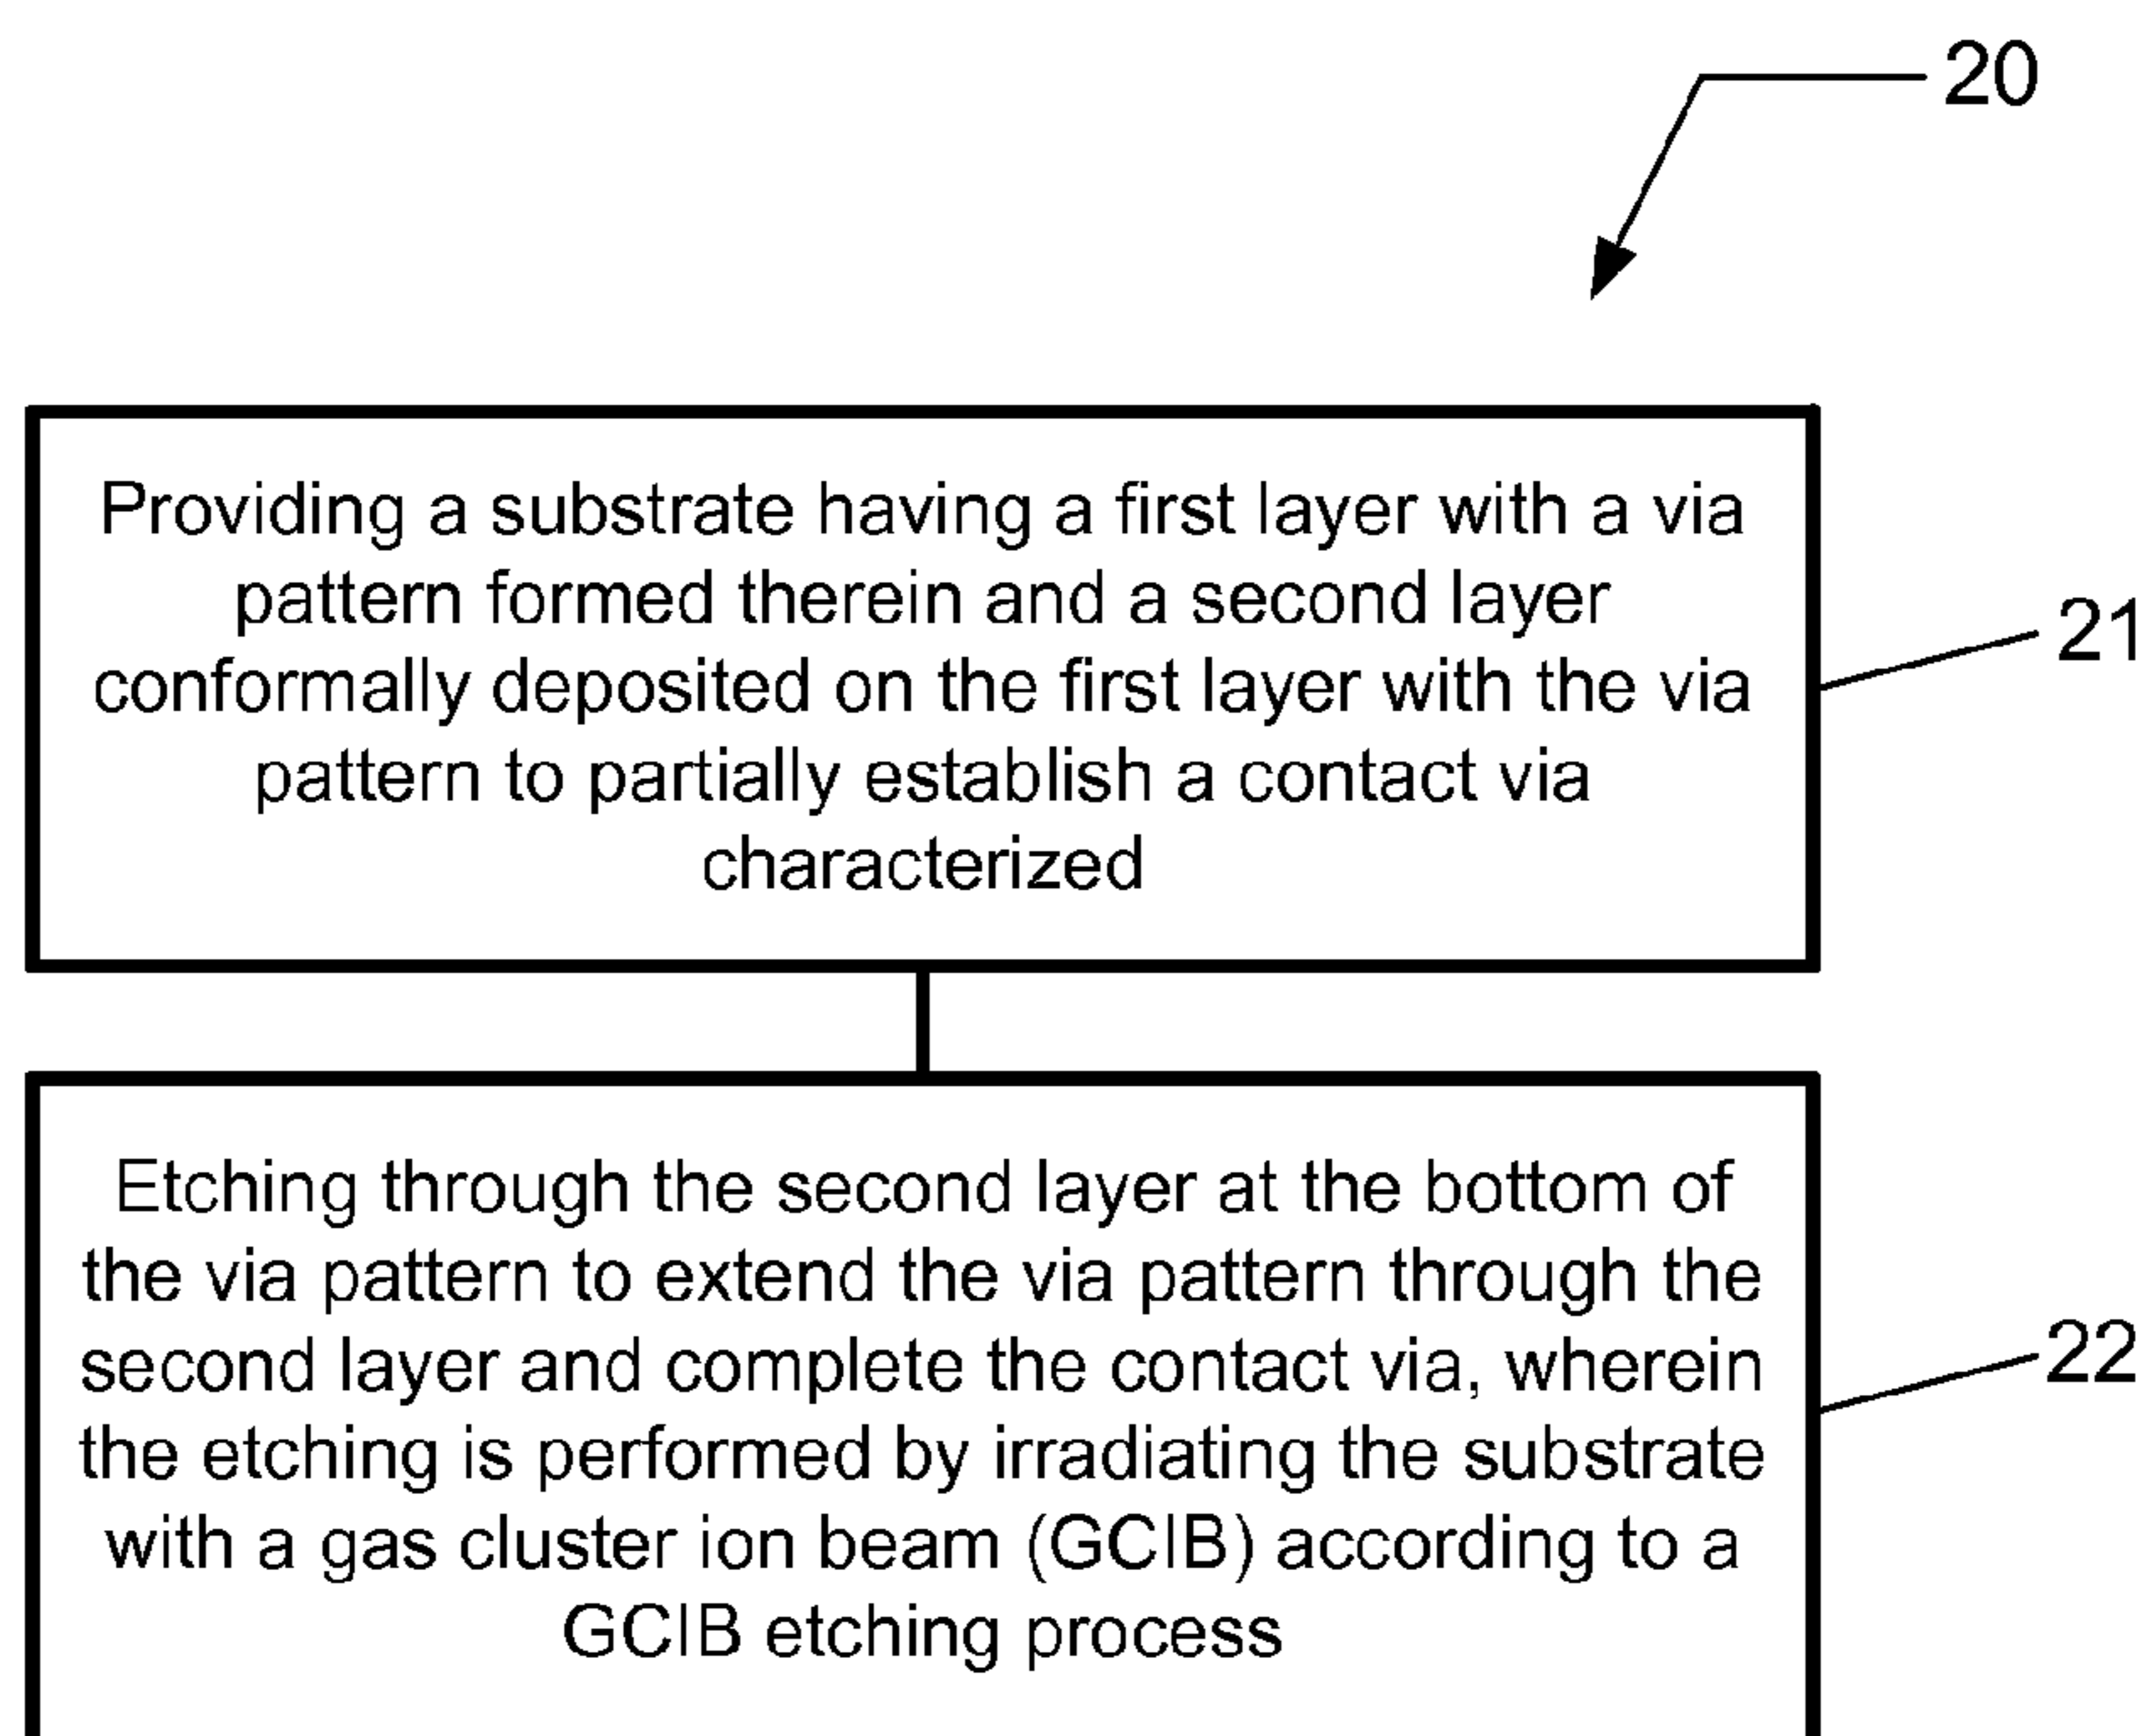 20
Providing a substrate having a first layer with a via
pattern formed therein and a second layer
conformally deposited on the first layer with the via
pattern to partially establish a contact via
characterized
21
Etching through the second layer at the bottom of
the via pattern to extend the via pattern through the
second layer and complete the contact via, wherein
the etching is performed by irradiating the substrate
with a gas cluster ion beam (GCIB) according to a
GCIB etching process
22